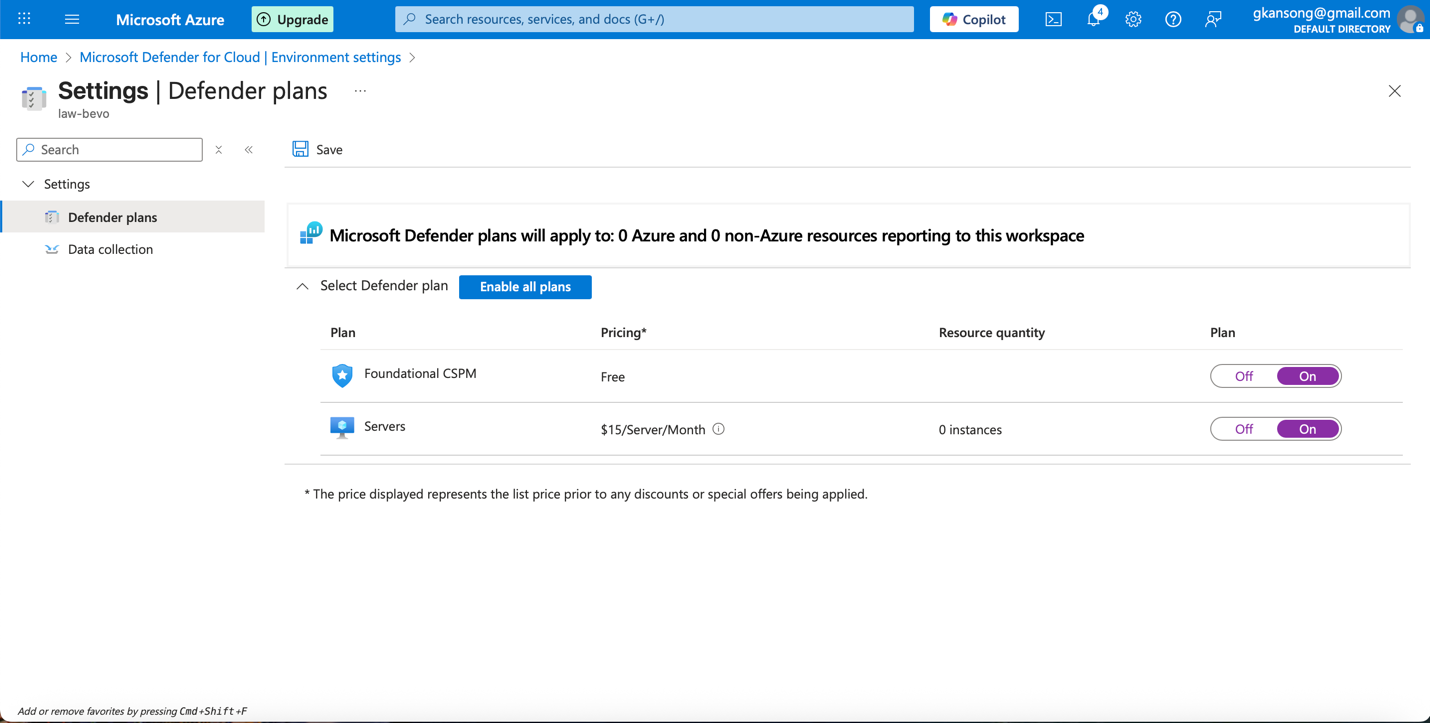 Microsoft Azure
Upgrade
Search resources, services, and docs (G+/)
Copilot
4
gkansong@gmail.com
DEFAULT DIRECTORY
Home > Microsoft Defender for Cloud | Environment settings >
Settings | Defender plans ...
law-bevo
Search
Save
Settings
Defender plans
Data collection
Microsoft Defender plans will apply to: 0 Azure and 0 non-Azure resources reporting to this workspace
Select Defender plan
Enable all plans
Plan Pricing* Resource quantity Plan
Foundational CSPM Free Off On
Servers $15/Server/Month 0 instances Off On
* The price displayed represents the list price prior to any discounts or special offers being applied.
Add or remove favorites by pressing Cmd+Shift+F